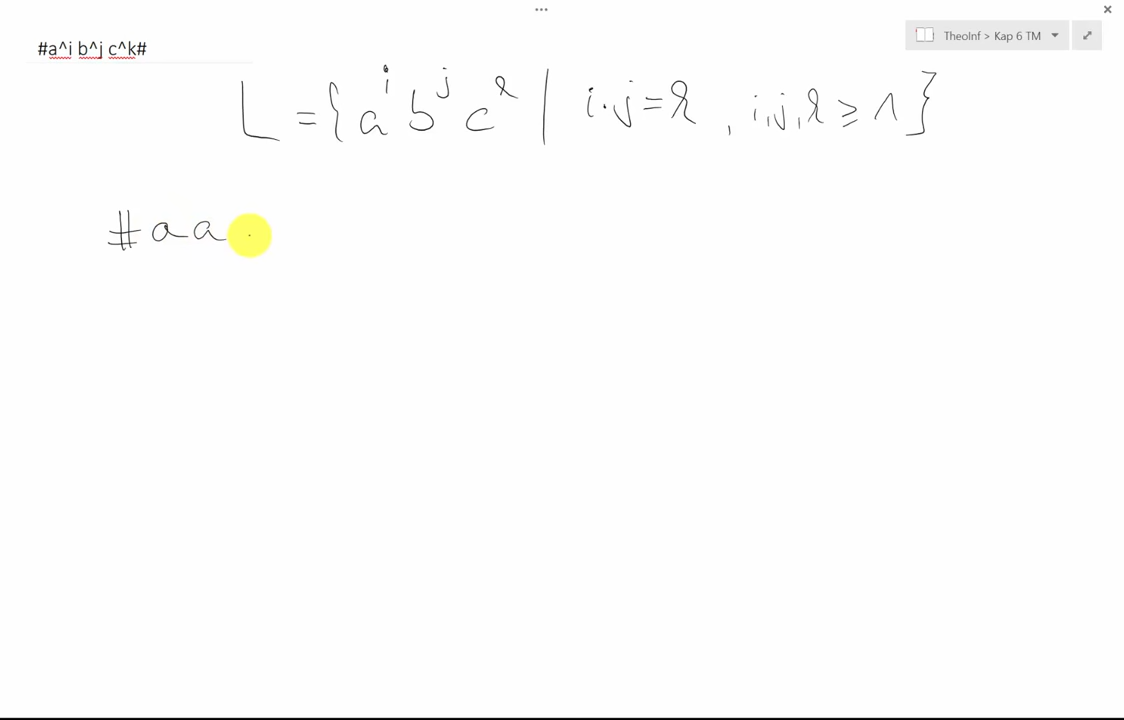 TheoInf > Kap 6 TM
#a^i b^j c^k#
L = { a^i b^j c^k | i·j=k , i,j,k ≥ 1 }
#aa